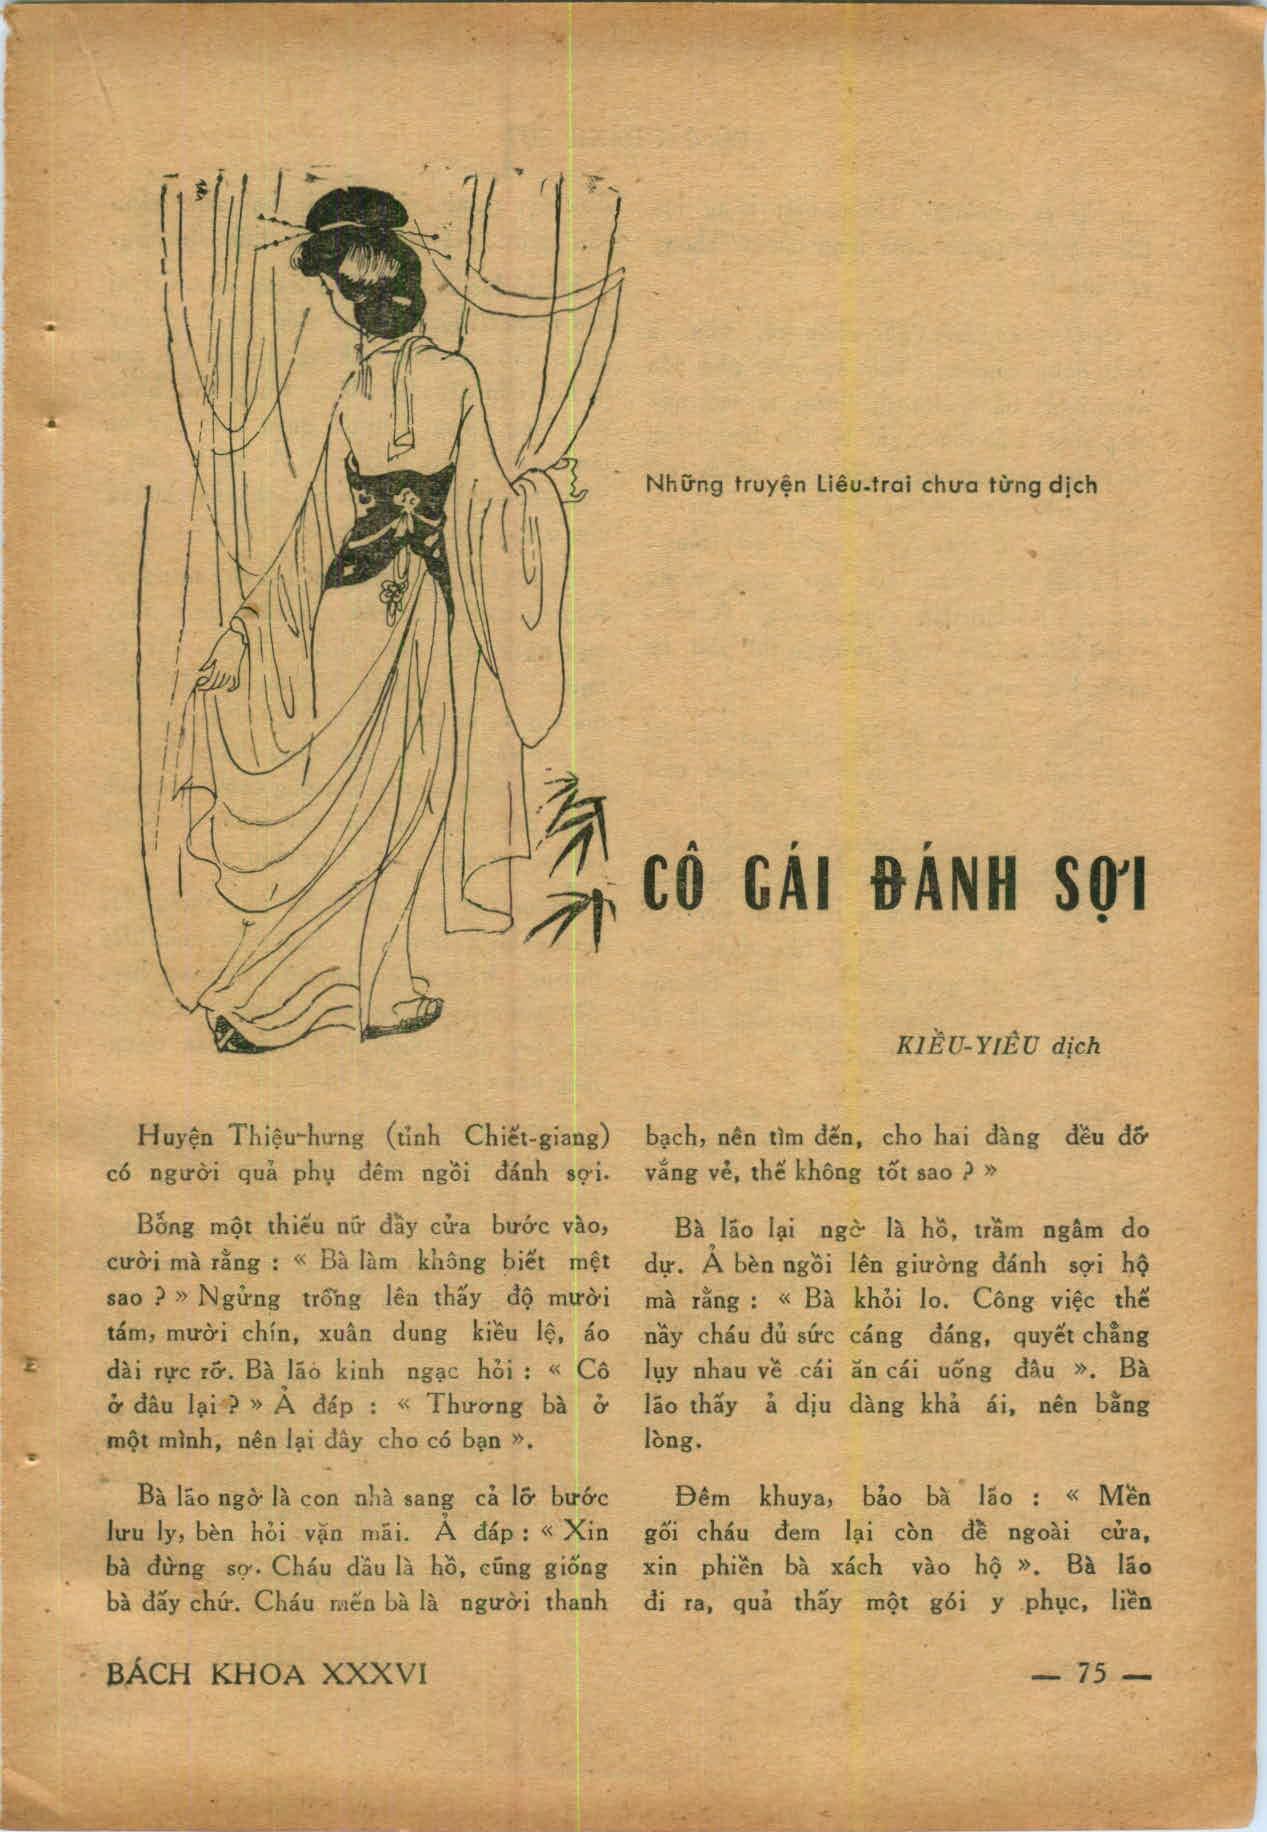 Những truyện Liêu-trai chưa từng dịch
CÔ GÁI ĐÁNH SỢI
KIỀU-YIÊU dịch
Huyện Thiệu-hưng (tỉnh Chiết-giang)
có người quả phụ đêm ngồi đánh sợi.
Bỗng một thiếu nữ đẩy cửa bước vào,
cười mà rằng : « Bà làm không biết mệt
sao ? » Ngửng trông lên thấy độ mười
tám, mười chín, xuân dung kiều lệ, áo
dài rực rỡ. Bà lão kinh ngạc hỏi : « Cô
ở đâu lại ? » Ả đáp : « Thương bà ở
một mình, nên lại đây cho có bạn ».
Bà lão ngờ là con nhà sang cả lỡ bước
lưu ly, bèn hỏi vặn mãi. Ả đáp : « Xin
bà đừng sợ. Cháu dầu là hồ, cũng giống
bà đấy chứ. Cháu mến bà là người thanh
bạch, nên tìm đến, cho hai đàng đều đỡ
vắng vẻ, thế không tốt sao ? »
Bà lão lại ngờ là hồ, trầm ngâm do
dự. Ả bèn ngồi lên giường đánh sợi hộ
mà rằng : « Bà khỏi lo. Công việc thế
nầy cháu đủ sức cáng đáng, quyết chẳng
lụy nhau về cái ăn cái uống đâu ». Bà
lão thấy ả dịu dàng khả ái, nên bằng
lòng.
Đêm khuya, bảo bà lão : « Mền
gối cháu đem lại còn để ngoài cửa,
xin phiền bà xách vào hộ ». Bà lão
đi ra, quả thấy một gói y phục, liền
BÁCH KHOA XXXVI
— 75 —